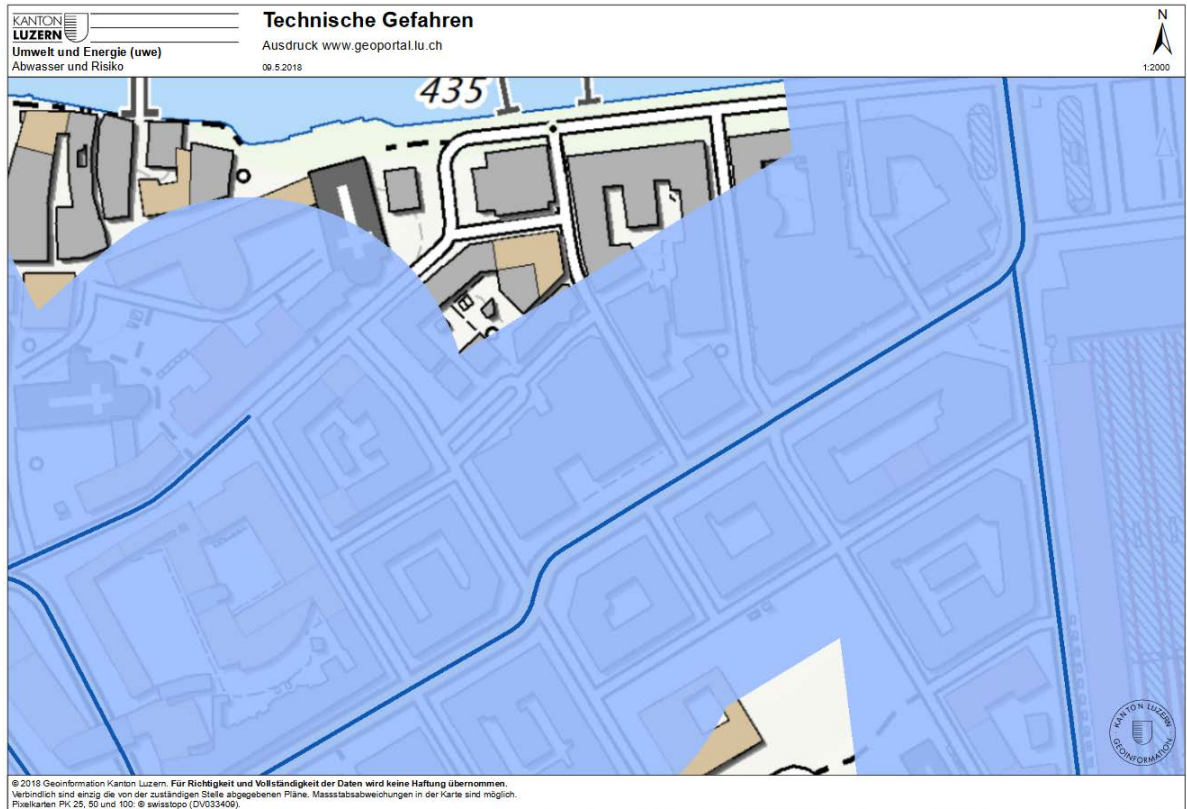 KANTON
LUZERN
Umwelt und Energie (uwe)
Abwasser und Risiko
Technische Gefahren
Ausdruck www.geoportal.lu.ch
09.5.2018
N
1:2000
435
KANTON LUZERN
GEOINFORMATION
© 2018 Geoinformation Kanton Luzern. Für Richtigkeit und Vollständigkeit der Daten wird keine Haftung übernommen.
Verbindlich sind einzig die von der zuständigen Stelle abgegebenen Pläne. Massstabsabweichungen in der Karte sind möglich.
Pixelkarten PK 25, 50 und 100: © swisstopo (DV033409).